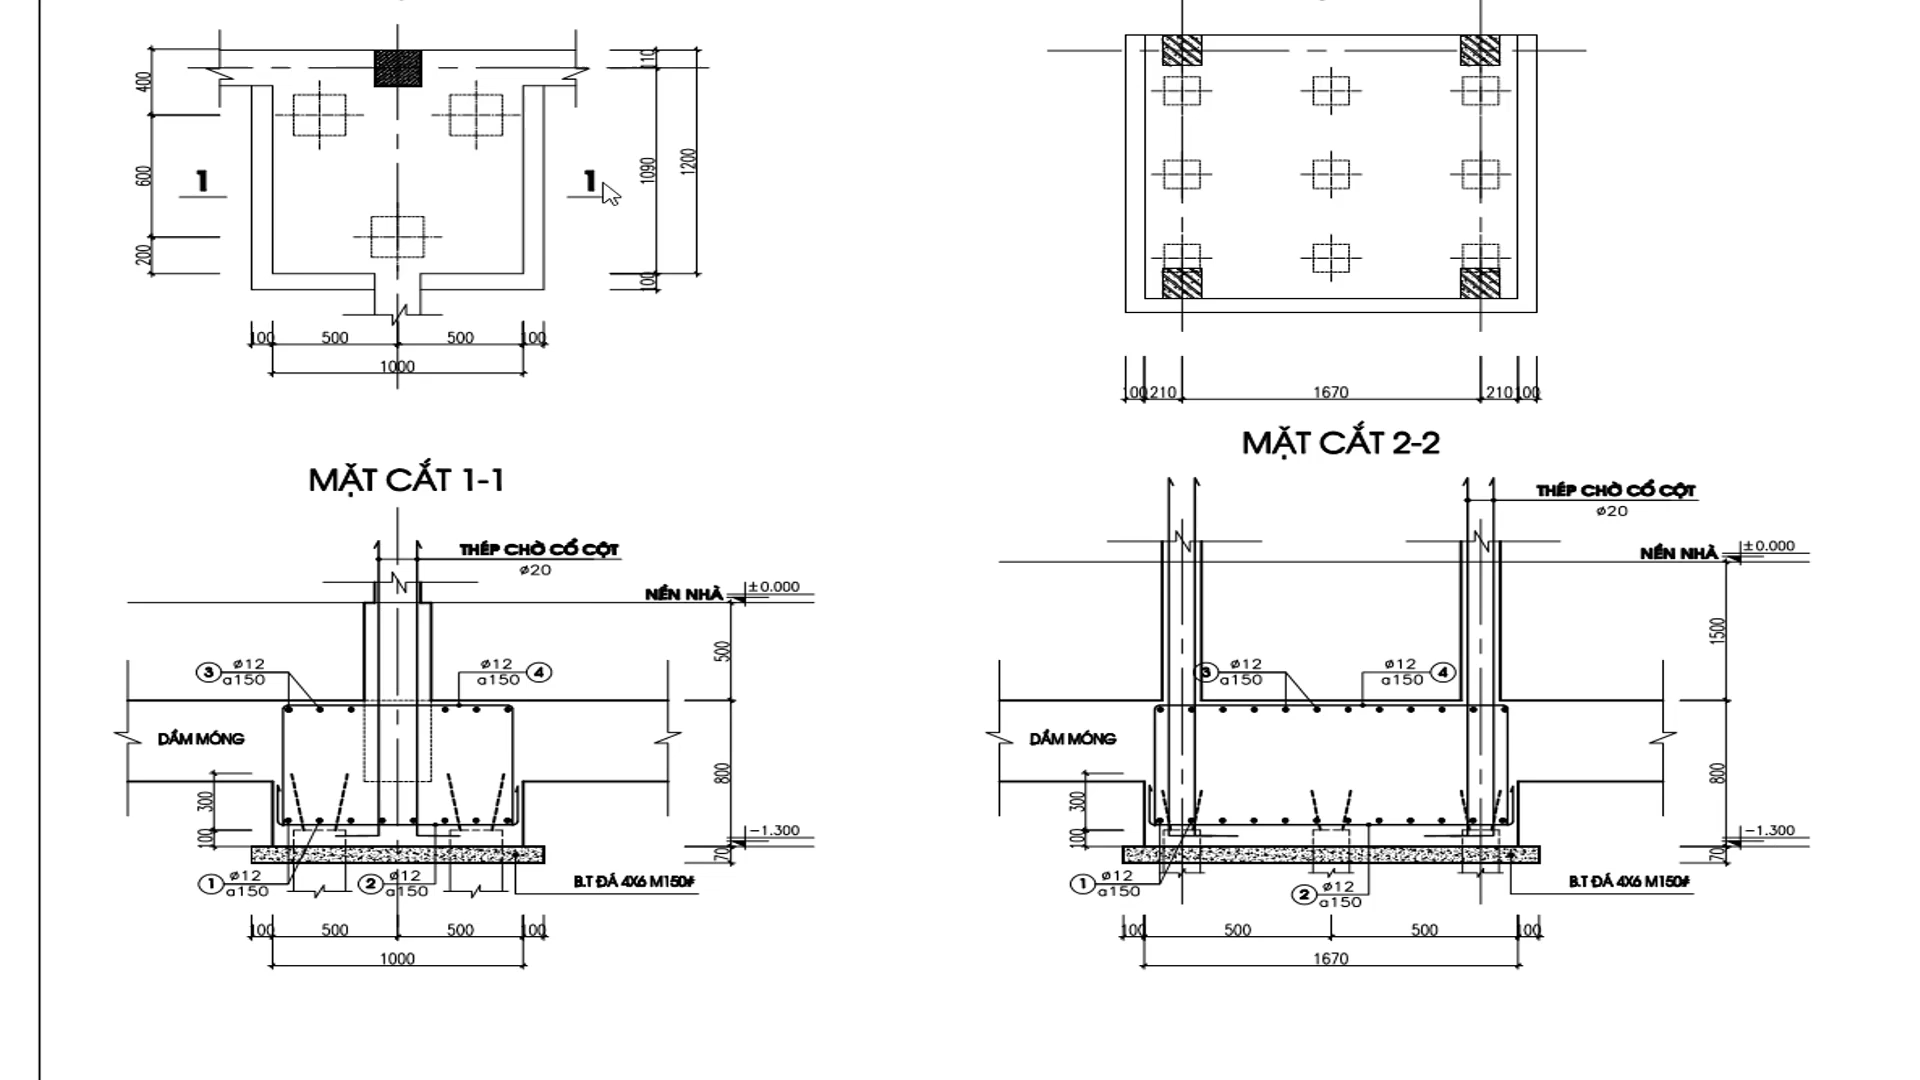 110
400
600
200
1
1
1090
1200
100
100 500 500 100
1000
100 210 1670 210 100
MẶT CẮT 1-1
MẶT CẮT 2-2
THÉP CHỜ CỔ CỘT
ø20
NỀN NHÀ ±0.000
500
3 ø12 a150
ø12 a150 4
DẦM MÓNG
800
300
100
-1.300
70
1 ø12 a150
2 ø12 a150
B.T ĐÁ 4X6 M150#
100 500 500 100
1000
THÉP CHỜ CỔ CỘT
ø20
NỀN NHÀ ±0.000
1500
3 ø12 a150
ø12 a150 4
DẦM MÓNG
800
300
100
-1.300
70
1 ø12 a150
2 ø12 a150
B.T ĐÁ 4X6 M150#
100 500 500 100
1670